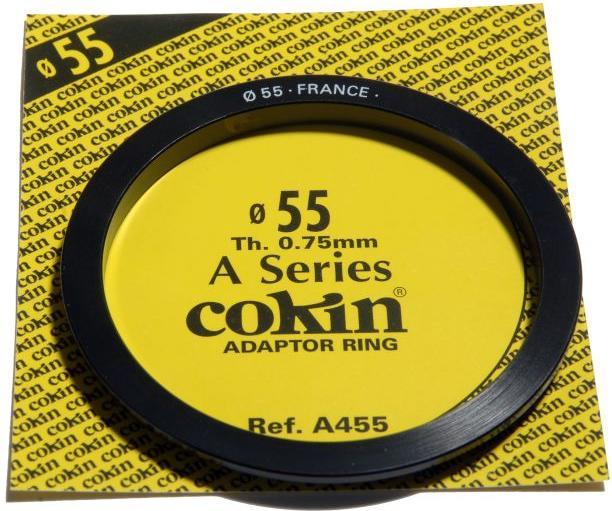 ø 55
Ø 55 · FRANCE ·
ø 55
Th. 0.75mm
A Series
cokin®
ADAPTOR RING
Ref. A455